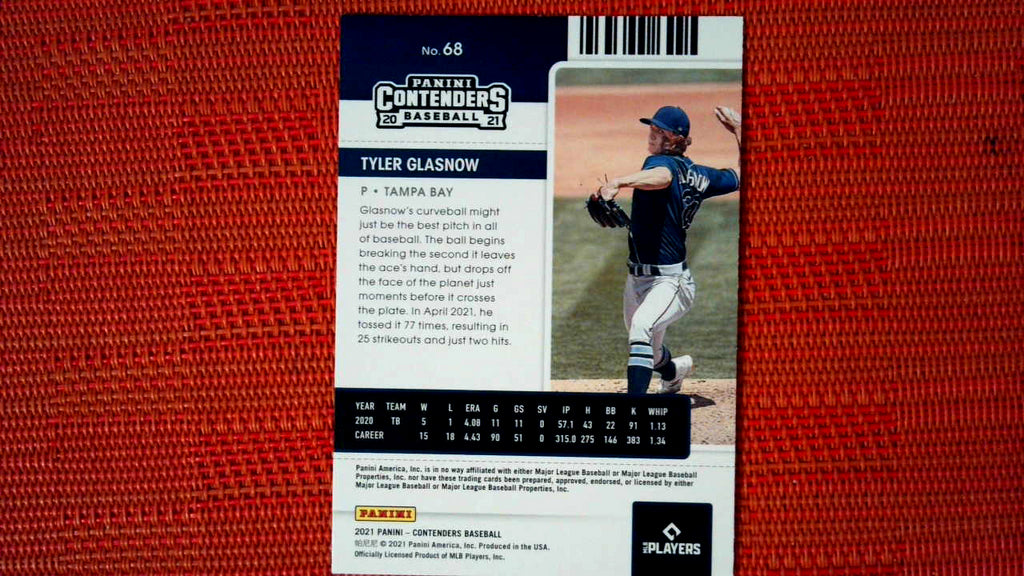 No. 68
PANINI
CONTENDERS
20 BASEBALL 21
TYLER GLASNOW
P • TAMPA BAY
Glasnow's curveball might
just be the best pitch in all
of baseball. The ball begins
breaking the second it leaves
the ace's hand, but drops off
the face of the planet just
moments before it crosses
the plate. In April 2021, he
tossed it 77 times, resulting in
25 strikeouts and just two hits.
YEAR TEAM W L ERA G GS SV IP H BB K WHIP
2020 TB 5 1 4.08 11 11 0 57.1 43 22 91 1.13
CAREER 15 18 4.43 90 51 0 315.0 275 146 383 1.34
Panini America, Inc. is in no way affiliated with either Major League Baseball or Major League Baseball
Properties, Inc. nor have these trading cards been prepared, approved, endorsed, or licensed by either
Major League Baseball or Major League Baseball Properties, Inc.
PANINI
2021 PANINI – CONTENDERS BASEBALL
帕尼尼 © 2021 Panini America, Inc. Produced in the USA.
Officially Licensed Product of MLB Players, Inc.
MLB PLAYERS